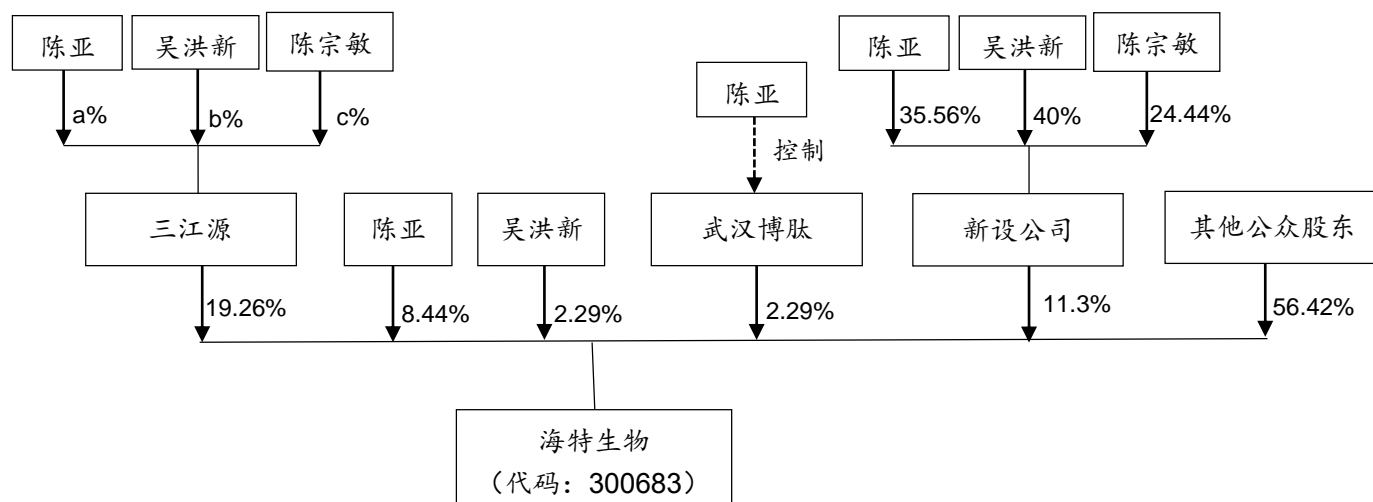 陈亚
吴洪新
陈宗敏
陈亚
吴洪新
陈宗敏
陈亚
a%
b%
c%
35.56%
40%
24.44%
控制
三江源
陈亚
吴洪新
武汉博肽
新设公司
其他公众股东
19.26%
8.44%
2.29%
2.29%
11.3%
56.42%
海特生物
（代码：300683）